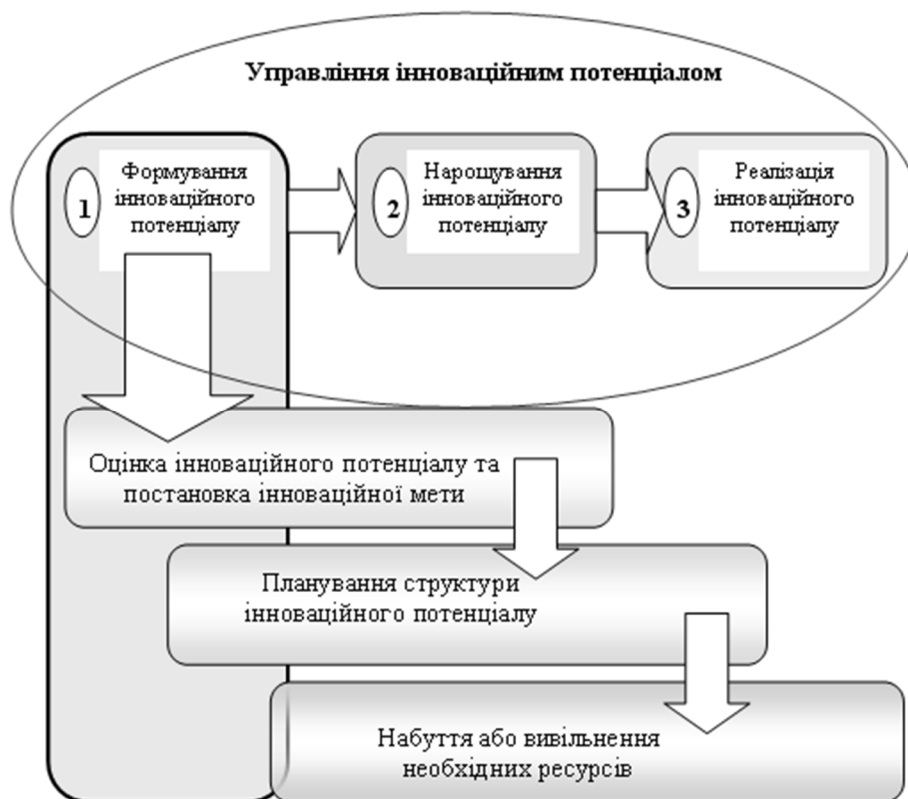 Управління інноваційним потенціалом
1
Формування
інноваційного
потенціалу
2
Нарощування
інноваційного
потенціалу
3
Реалізація
інноваційного
потенціалу
Оцінка інноваційного потенціалу та
постановка інноваційної мети
Планування структури
інноваційного потенціалу
Набуття або вивільнення
необхідних ресурсів